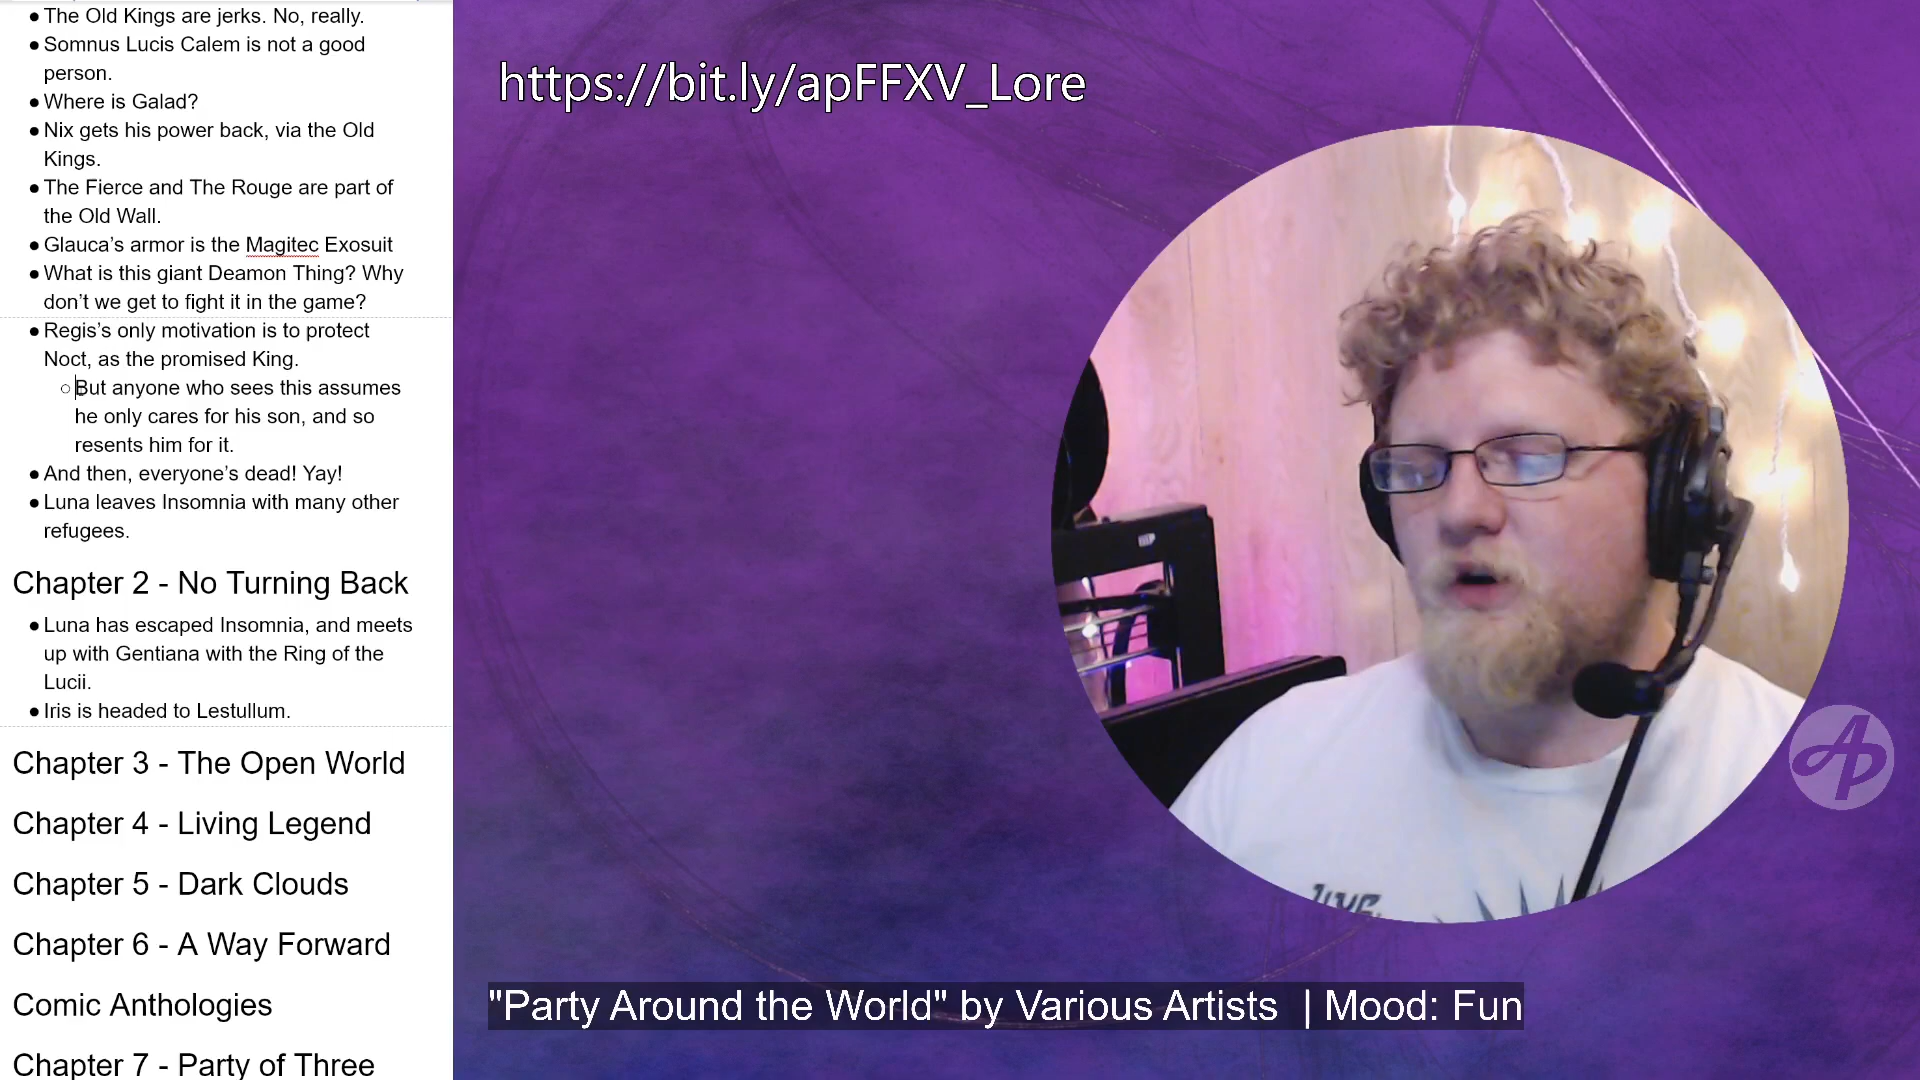 The Old Kings are jerks. No, really.
Somnus Lucis Calem is not a good
person.
Where is Galad?
Nix gets his power back, via the Old
Kings.
The Fierce and The Rouge are part of
the Old Wall.
Glauca's armor is the Magitec Exosuit
What is this giant Deamon Thing? Why
don't we get to fight it in the game?
Regis's only motivation is to protect
Noct, as the promised King.
But anyone who sees this assumes
he only cares for his son, and so
resents him for it.
And then, everyone's dead! Yay!
Luna leaves Insomnia with many other
refugees.
Chapter 2 - No Turning Back
Luna has escaped Insomnia, and meets
up with Gentiana with the Ring of the
Lucii.
Iris is headed to Lestullum.
Chapter 3 - The Open World
Chapter 4 - Living Legend
Chapter 5 - Dark Clouds
Chapter 6 - A Way Forward
Comic Anthologies
Chapter 7 - Party of Three
https://bit.ly/apFFXV_Lore
AP
"Party Around the World" by Various Artists | Mood: Fun